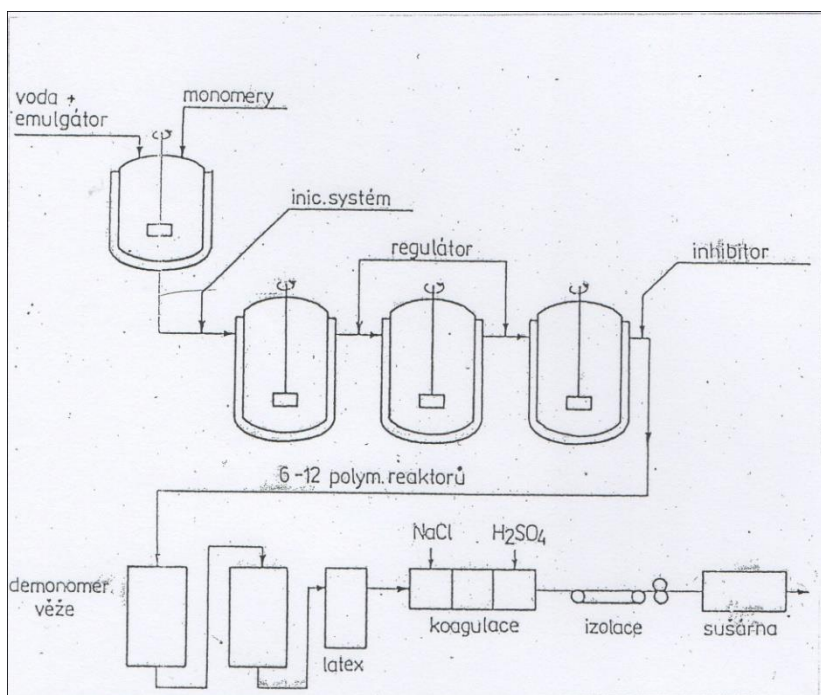 voda +
emulgátor
monomery
inic. systém
regulátor
inhibitor
6-12 polym. reaktorů
NaCl
H₂SO₄
demonomer.
věže
latex
koagulace
izolace
sušárna